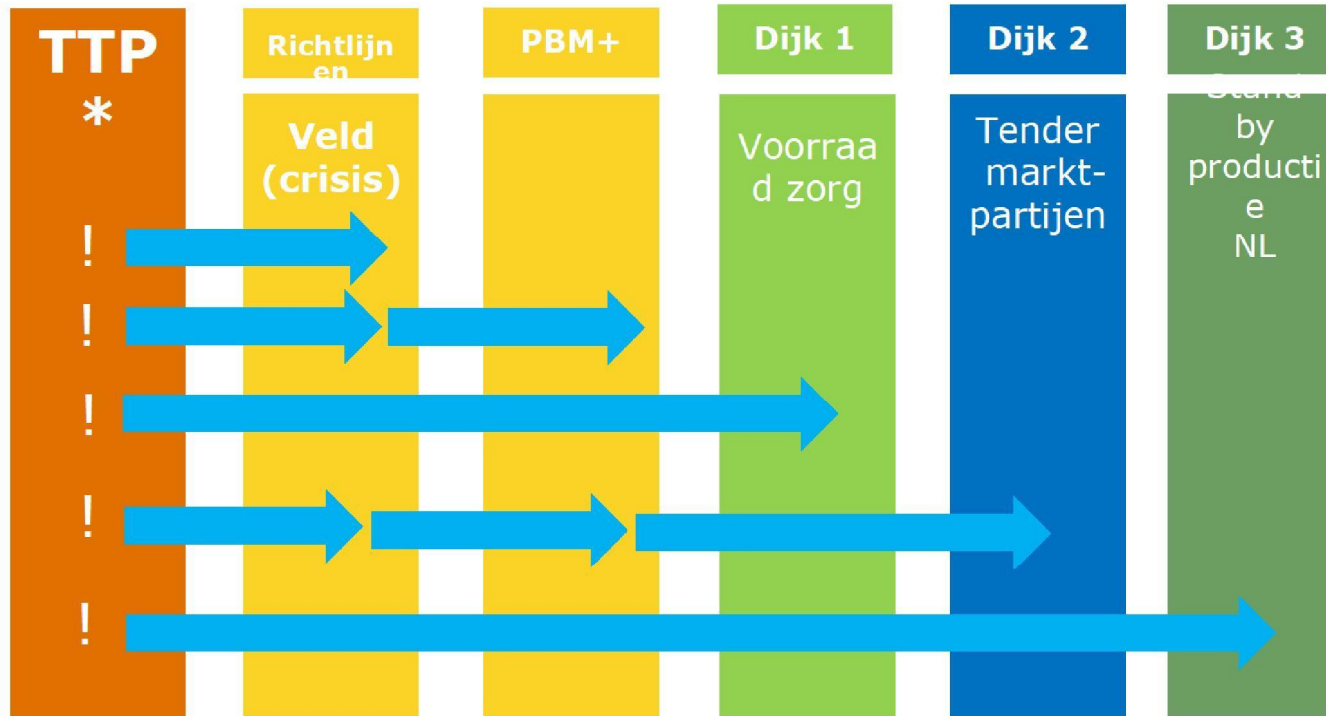 TTP
*
!
!
!
!
!
Richtlijn
en
Veld
(crisis)
PBM+
Dijk 1
Voorraa
d zorg
Dijk 2
Tender
markt-
partijen
Dijk 3
Stand
by
producti
e
NL